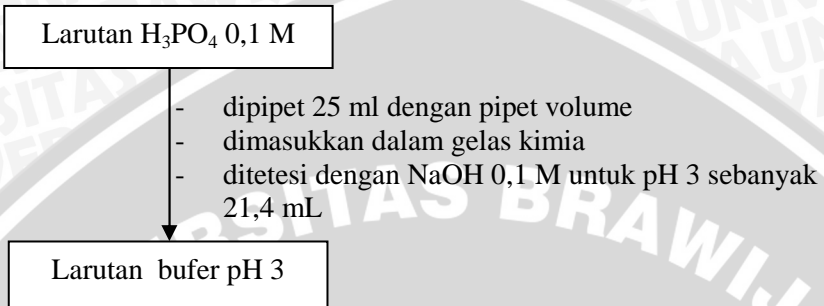 Larutan H₃PO₄ 0,1 M
- dipipet 25 ml dengan pipet volume
- dimasukkan dalam gelas kimia
- ditetesi dengan NaOH 0,1 M untuk pH 3 sebanyak
21,4 mL
Larutan bufer pH 3